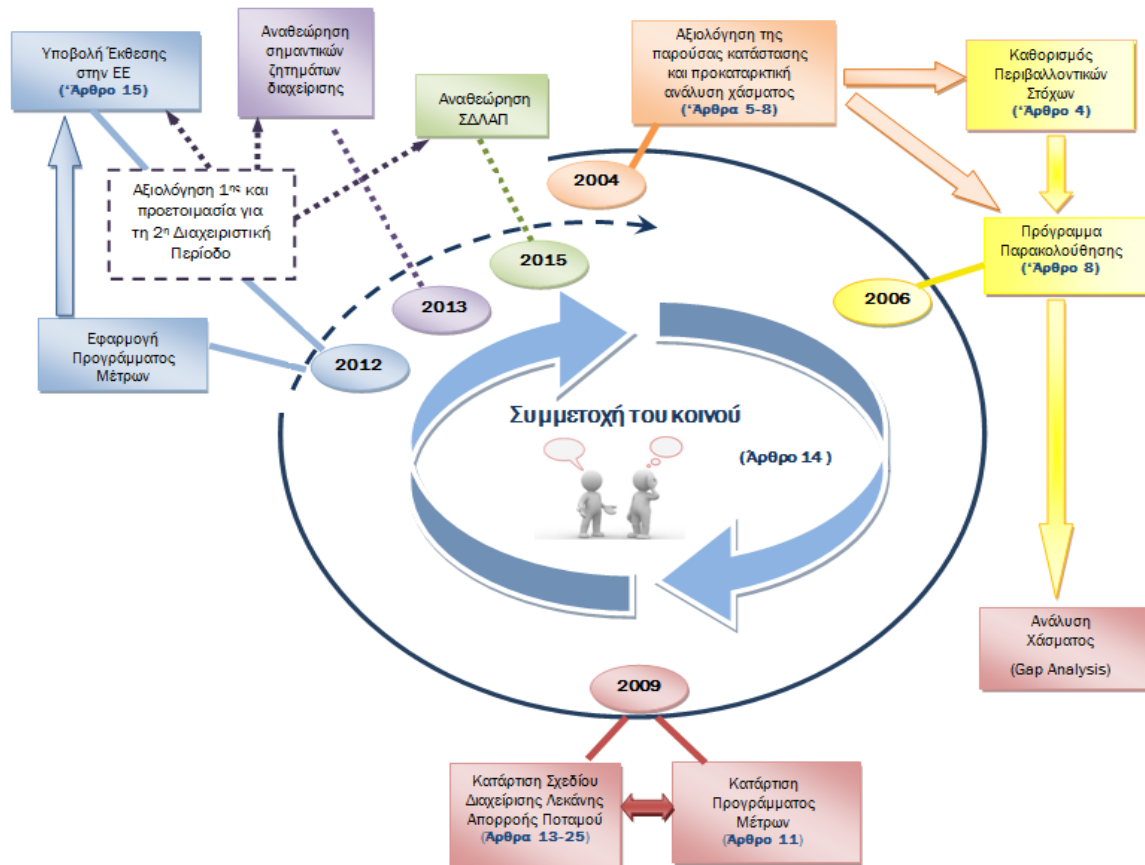 Υποβολή Έκθεσης
στην ΕΕ
(‘Άρθρο 15)
Αναθεώρηση
σημαντικών
ζητημάτων
διαχείρισης
Αναθεώρηση
ΣΔΛΑΠ
Αξιολόγηση της
παρούσας κατάστασης
και προκαταρκτική
ανάλυση χάσματος
(‘Άρθρα 5-8)
Καθορισμός
Περιβαλλοντικών
Στόχων
(‘Άρθρο 4)
Αξιολόγηση 1ης και
προετοιμασία για
τη 2η Διαχειριστική
Περίοδο
2004
Πρόγραμμα
Παρακολούθησης
(‘Άρθρο 8)
2015
2006
2013
Εφαρμογή
Προγράμματος
Μέτρων
2012
Συμμετοχή του κοινού
(Άρθρο 14 )
Ανάλυση
Χάσματος
(Gap Analysis)
2009
Κατάρτιση Σχεδίου
Διαχείρισης Λεκάνης
Απορροής Ποταμού
(Άρθρα 13-25)
Κατάρτιση
Προγράμματος
Μέτρων
(Άρθρο 11)